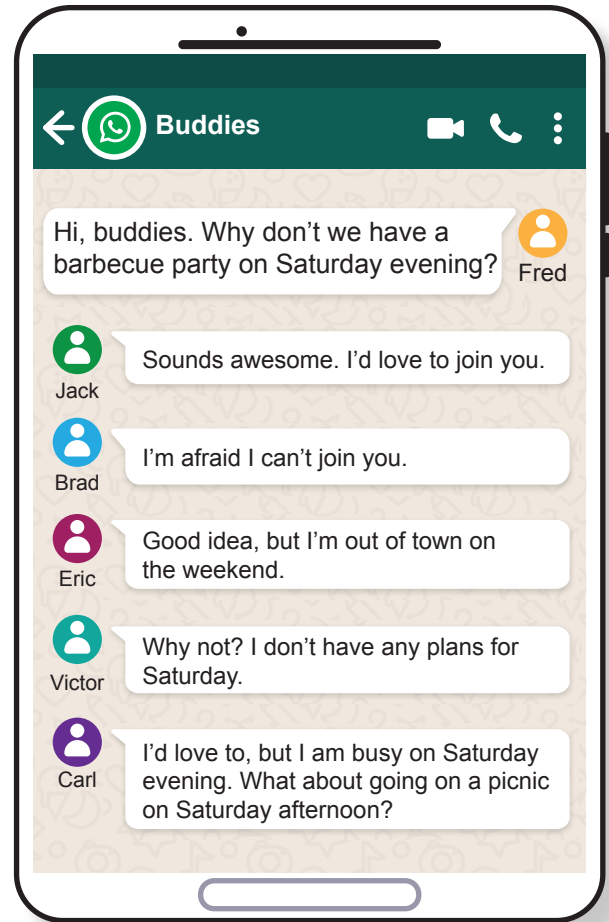 Buddies
Hi, buddies. Why don't we have a
barbecue party on Saturday evening?
Fred
Sounds awesome. I'd love to join you.
Jack
I'm afraid I can't join you.
Brad
Good idea, but I'm out of town on
the weekend.
Eric
Why not? I don't have any plans for
Saturday.
Victor
I'd love to, but I am busy on Saturday
evening. What about going on a picnic
on Saturday afternoon?
Carl